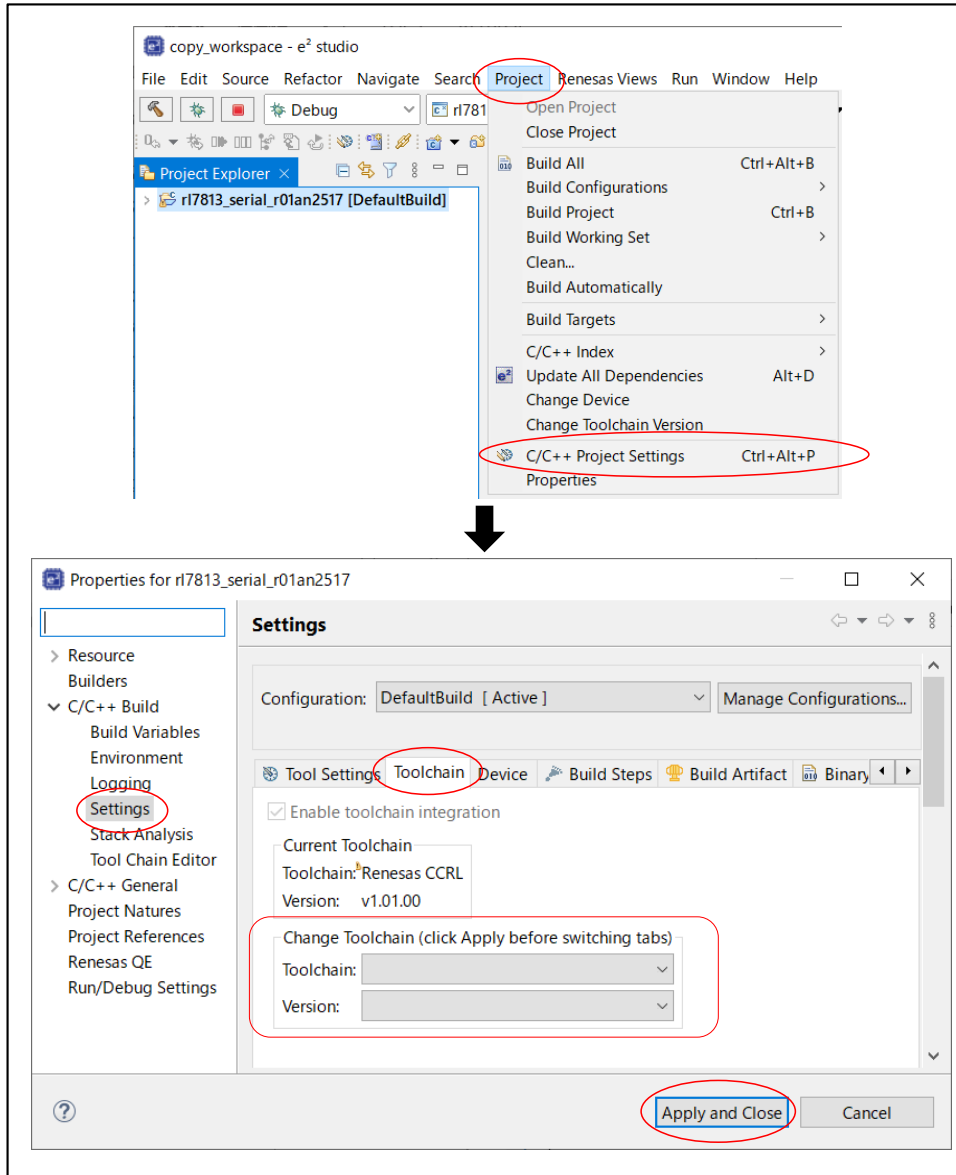 copy_workspace - e² studio
File Edit Source Refactor Navigate Search Project Renesas Views Run Window Help
Debug
rl781
Project Explorer
rl7813_serial_r01an2517 [DefaultBuild]
Open Project
Close Project
Build All Ctrl+Alt+B
Build Configurations
Build Project Ctrl+B
Build Working Set
Clean...
Build Automatically
Build Targets
C/C++ Index
Update All Dependencies Alt+D
Change Device
Change Toolchain Version
C/C++ Project Settings Ctrl+Alt+P
Properties
Properties for rl7813_serial_r01an2517
Resource
Builders
C/C++ Build
Build Variables
Environment
Logging
Settings
Stack Analysis
Tool Chain Editor
C/C++ General
Project Natures
Project References
Renesas QE
Run/Debug Settings
Settings
Configuration: DefaultBuild [ Active ] Manage Configurations...
Tool Settings Toolchain Device Build Steps Build Artifact Binary
Enable toolchain integration
Current Toolchain
Toolchain: Renesas CCRL
Version: v1.01.00
Change Toolchain (click Apply before switching tabs)
Toolchain:
Version:
Apply and Close Cancel